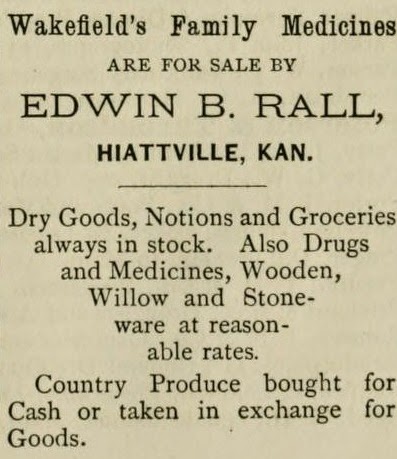 Wakefield's Family Medicines
ARE FOR SALE BY
EDWIN B. RALL,
HIATTVILLE, KAN.
Dry Goods, Notions and Groceries
always in stock. Also Drugs
and Medicines, Wooden,
Willow and Stone-
ware at reason-
able rates.
Country Produce bought for
Cash or taken in exchange for
Goods.